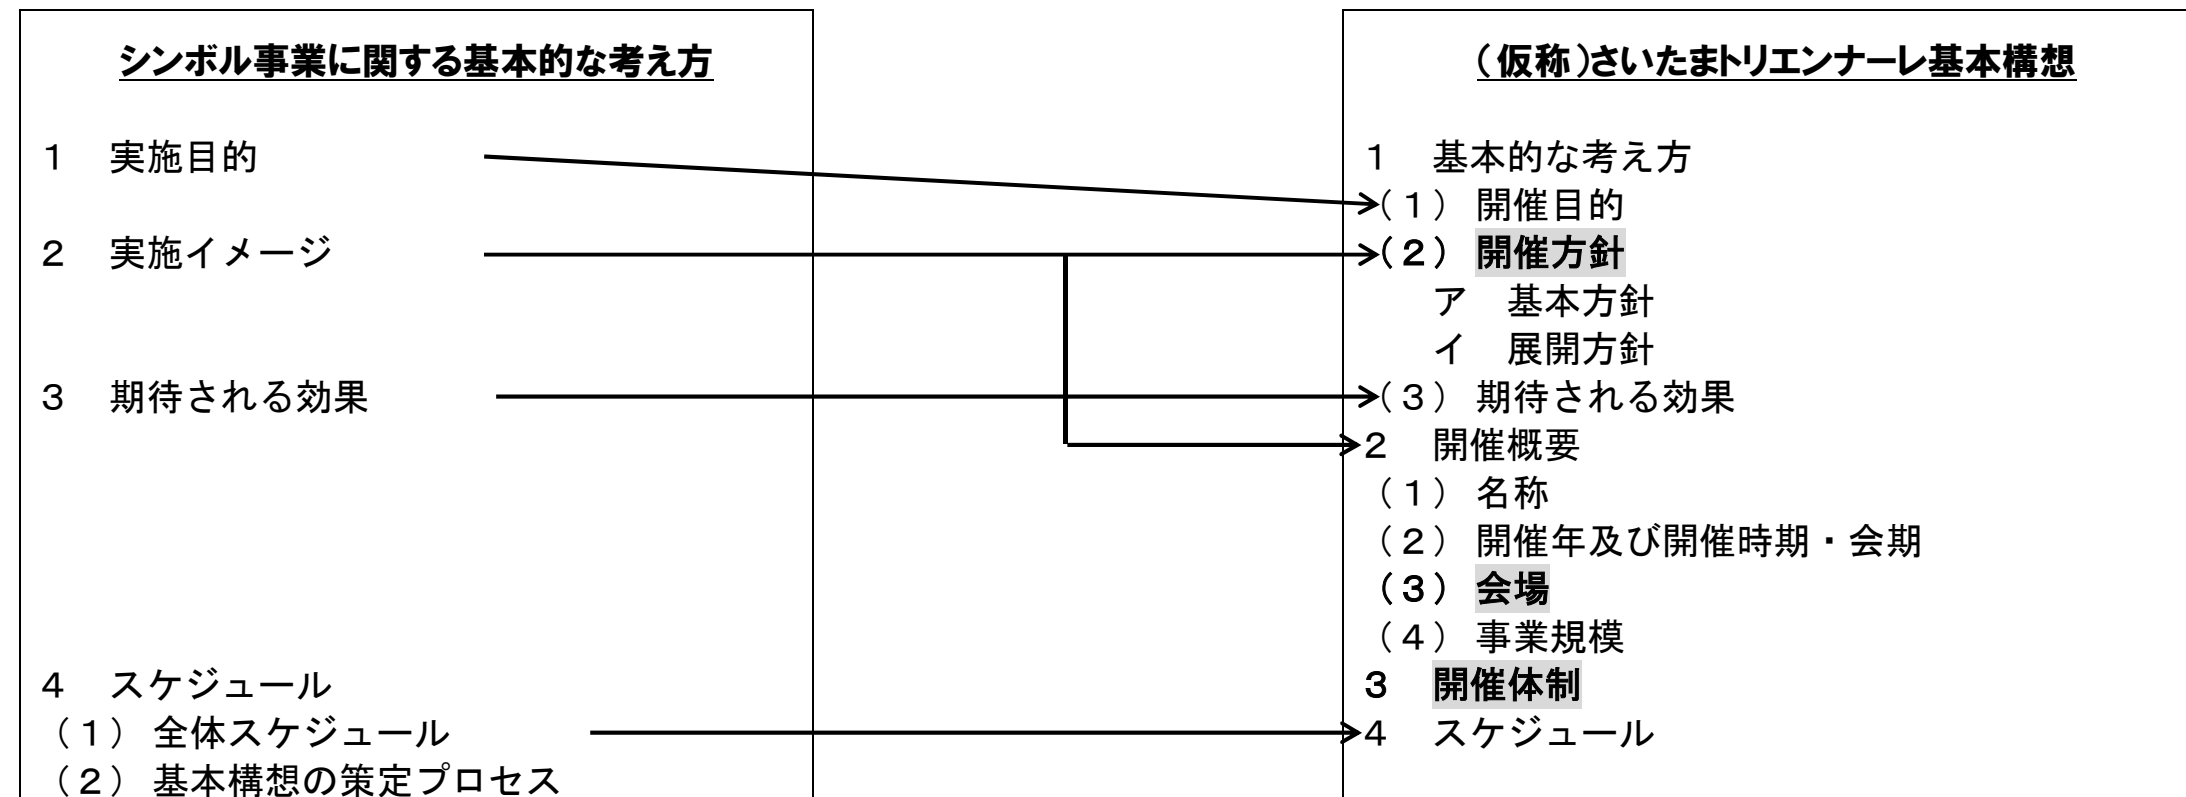 シンボル事業に関する基本的な考え方
1　実施目的
2　実施イメージ
3　期待される効果
4　スケジュール
（1）全体スケジュール
（2）基本構想の策定プロセス
（仮称）さいたまトリエンナーレ基本構想
1　基本的な考え方
（1）開催目的
（2）開催方針
ア　基本方針
イ　展開方針
（3）期待される効果
2　開催概要
（1）名称
（2）開催年及び開催時期・会期
（3）会場
（4）事業規模
3　開催体制
4　スケジュール